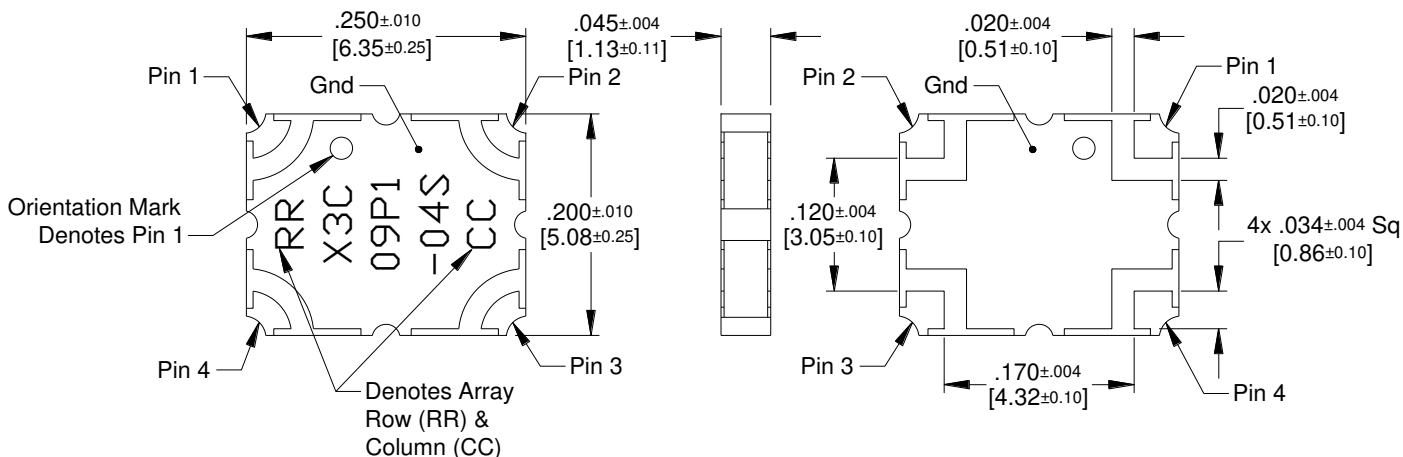 .250±.010
[6.35±0.25]
.045±.004
[1.13±0.11]
.020±.004
[0.51±0.10]
Pin 1
Gnd
Pin 2
Pin 2
Gnd
Pin 1
.020±.004
[0.51±0.10]
Orientation Mark
Denotes Pin 1
RR
X3C
09P1
-04S
CC
.200±.010
[5.08±0.25]
.120±.004
[3.05±0.10]
4x .034±.004 Sq
[0.86±0.10]
Pin 4
Pin 3
Denotes Array
Row (RR) &
Column (CC)
Pin 3
.170±.004
[4.32±0.10]
Pin 4